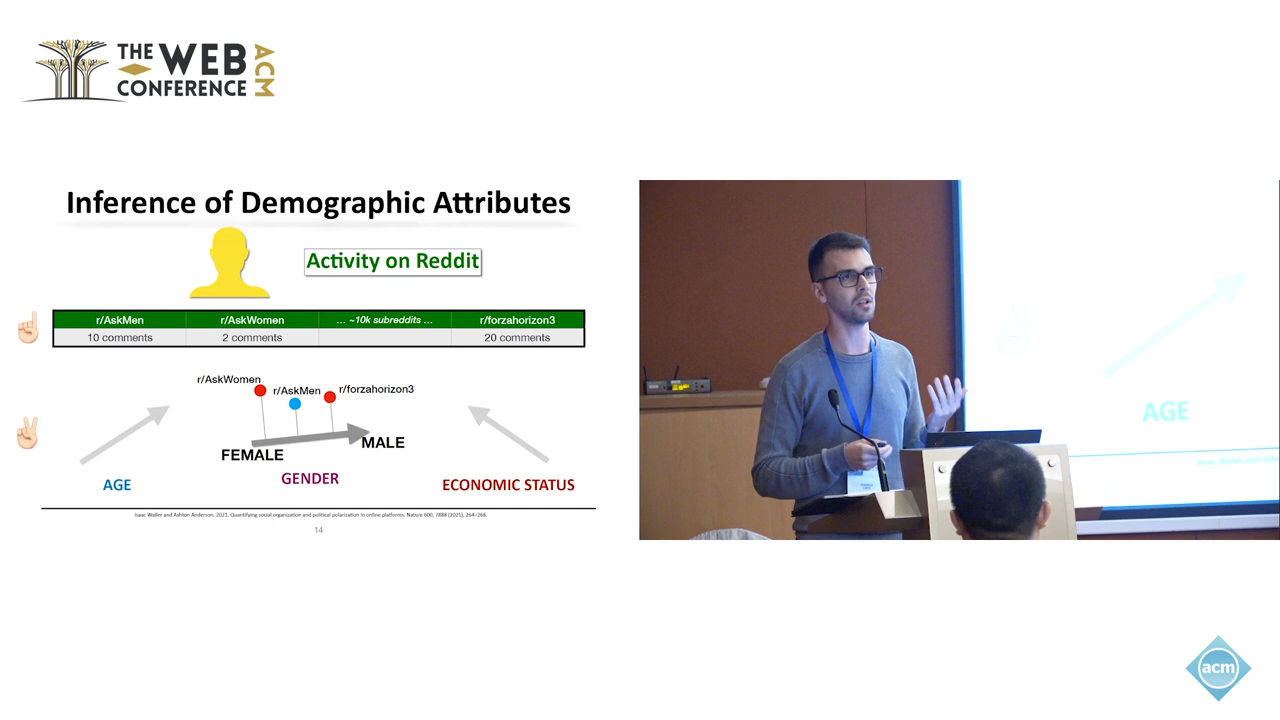 THE WEB
CONFERENCE
ACM
Inference of Demographic Attributes
Activity on Reddit
r/AskMen r/AskWomen … ~10k subreddits … r/forzahorizon3
10 comments 2 comments 20 comments
r/AskWomen
r/AskMen
r/forzahorizon3
FEMALE
MALE
AGE
GENDER
ECONOMIC STATUS
Isaac Waller and Ashton Anderson. 2021. Quantifying social organization and political polarization in online platforms. Nature 600, 7888 (2021), 264–268.
14
AGE
acm